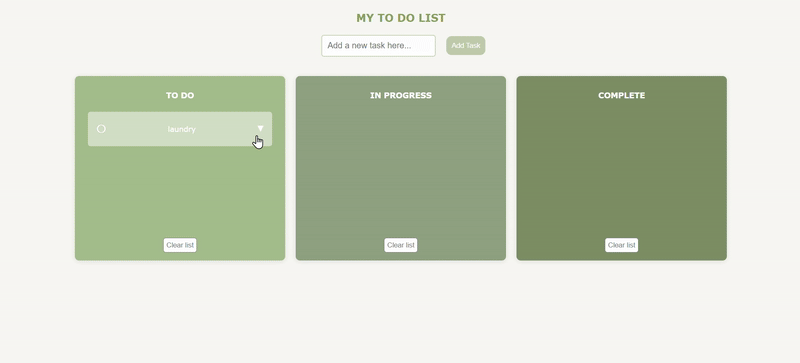 MY TO DO LIST
Add a new task here...
Add Task
TO DO
IN PROGRESS
COMPLETE
laundry
Clear list
Clear list
Clear list